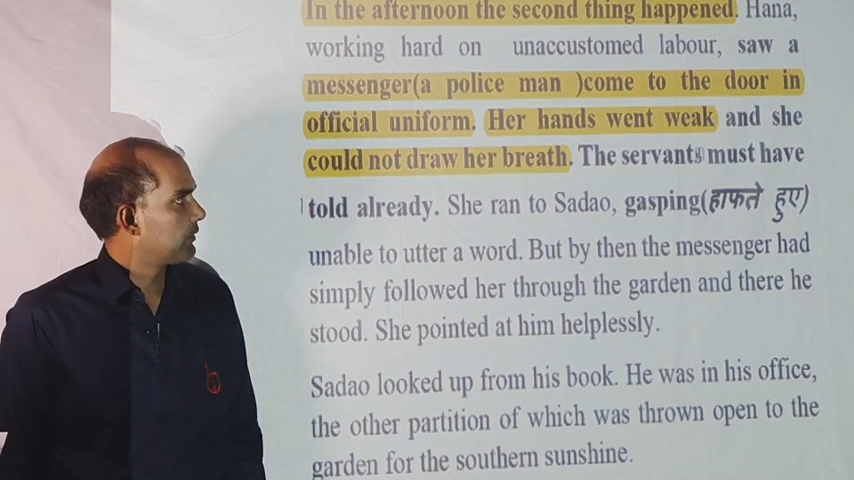 In the afternoon the second thing happened. Hana,
working hard on unaccustomed labour, saw a
messenger(a police man )come to the door in
official uniform. Her hands went weak and she
could not draw her breath. The servants must have
told already. She ran to Sadao, gasping(हाफते हुए)
unable to utter a word. But by then the messenger had
simply followed her through the garden and there he
stood. She pointed at him helplessly.
Sadao looked up from his book. He was in his office,
the other partition of which was thrown open to the
garden for the southern sunshine.